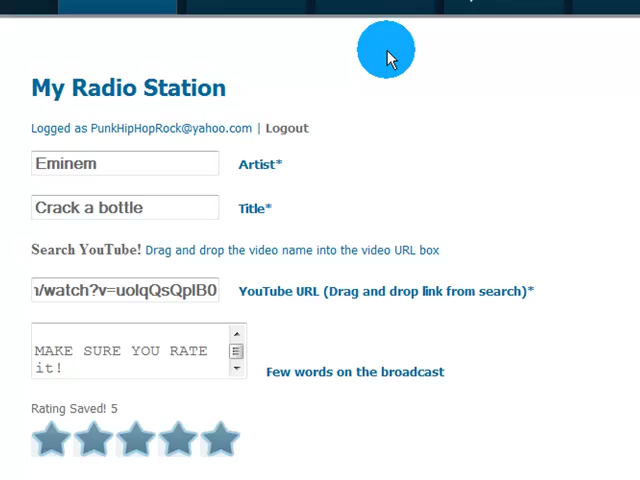 My Radio Station
Logged as PunkHipHopRock@yahoo.com | Logout
Eminem Artist*
Crack a bottle Title*
Search YouTube! Drag and drop the video name into the video URL box
/watch?v=uolqQsQplB0 YouTube URL (Drag and drop link from search)*
MAKE SURE YOU RATE
it!
Few words on the broadcast
Rating Saved! 5